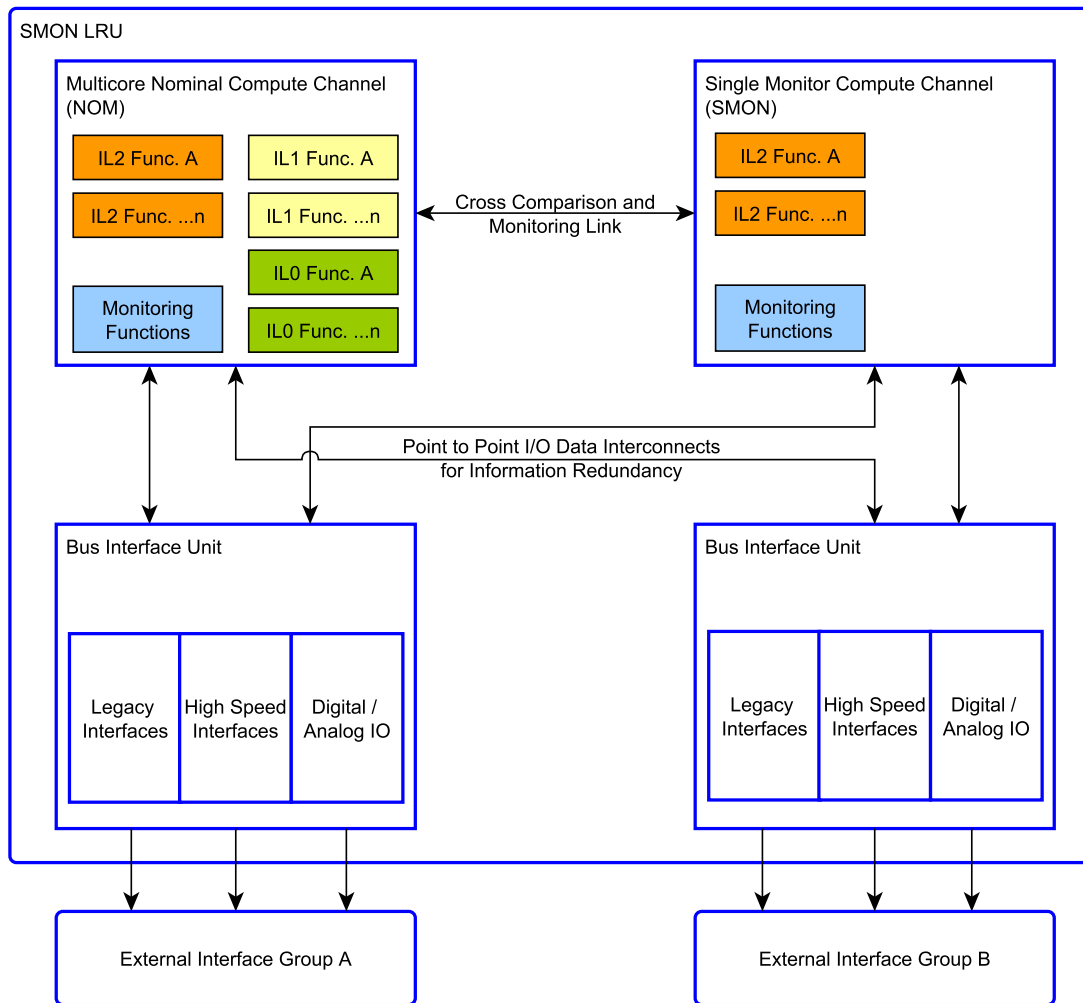 SMON LRU
Multicore Nominal Compute Channel
(NOM)
IL2 Func. A
IL1 Func. A
IL2 Func. ...n
IL1 Func. ...n
IL0 Func. A
Monitoring
Functions
IL0 Func. ...n
Cross Comparison and
Monitoring Link
Single Monitor Compute Channel
(SMON)
IL2 Func. A
IL2 Func. ...n
Monitoring
Functions
Point to Point I/O Data Interconnects
for Information Redundancy
Bus Interface Unit
Legacy
Interfaces
High Speed
Interfaces
Digital /
Analog IO
Bus Interface Unit
Legacy
Interfaces
High Speed
Interfaces
Digital /
Analog IO
External Interface Group A
External Interface Group B